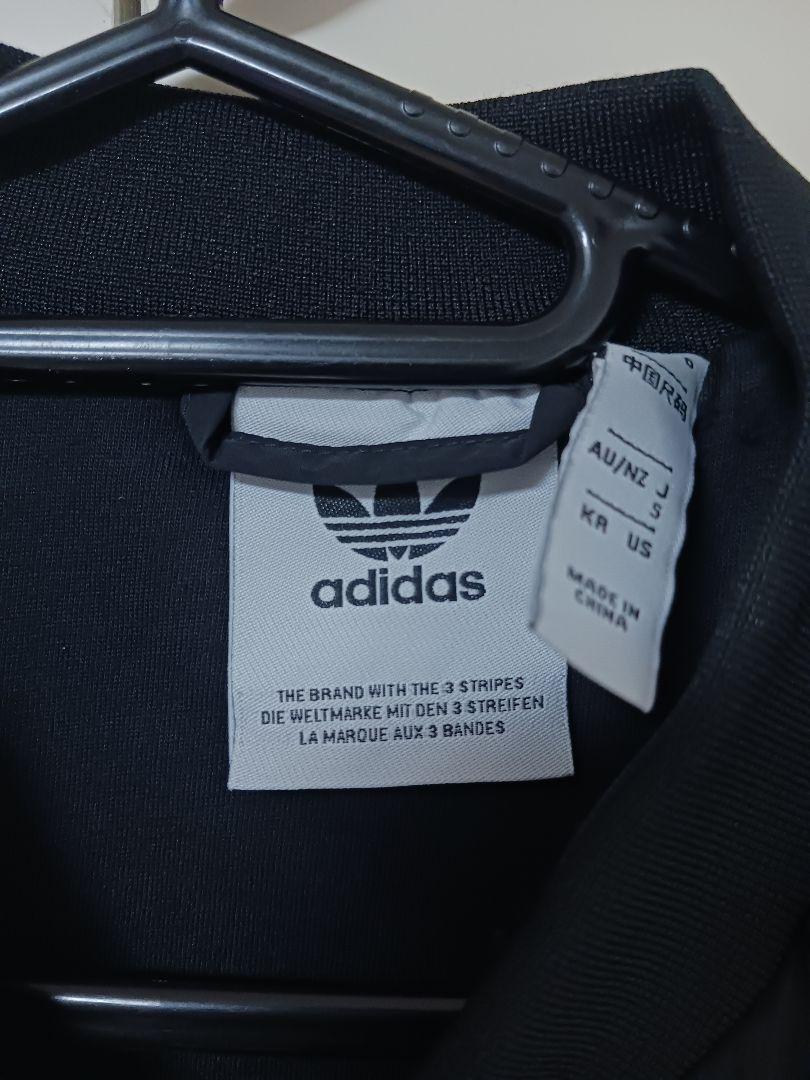 adidas
THE BRAND WITH THE 3 STRIPES
DIE WELTMARKE MIT DEN 3 STREIFEN
LA MARQUE AUX 3 BANDES
中国尺码
AU/NZ J
S
KR US
MADE IN
CHINA